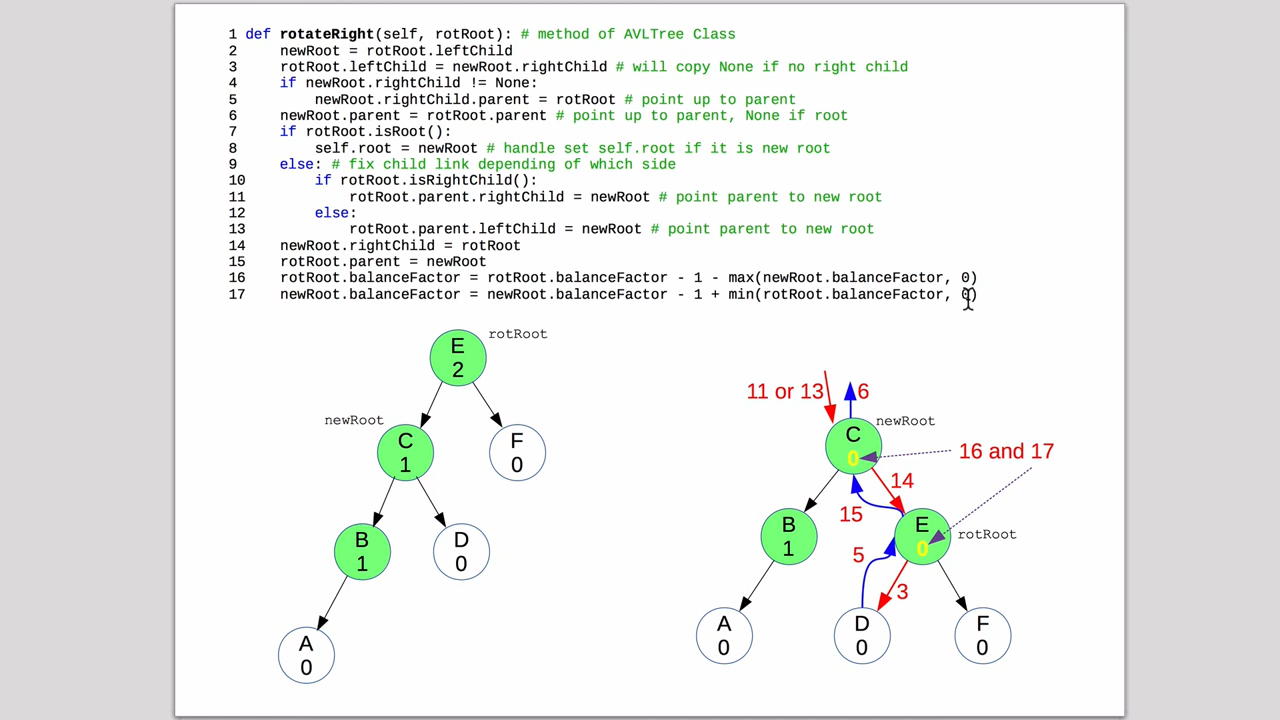 1 def rotateRight(self, rotRoot): # method of AVLTree Class
2 newRoot = rotRoot.leftChild
3 rotRoot.leftChild = newRoot.rightChild # will copy None if no right child
4 if newRoot.rightChild != None:
5 newRoot.rightChild.parent = rotRoot # point up to parent
6 newRoot.parent = rotRoot.parent # point up to parent, None if root
7 if rotRoot.isRoot():
8 self.root = newRoot # handle set self.root if it is new root
9 else: # fix child link depending of which side
10 if rotRoot.isRightChild():
11 rotRoot.parent.rightChild = newRoot # point parent to new root
12 else:
13 rotRoot.parent.leftChild = newRoot # point parent to new root
14 newRoot.rightChild = rotRoot
15 rotRoot.parent = newRoot
16 rotRoot.balanceFactor = rotRoot.balanceFactor - 1 - max(newRoot.balanceFactor, 0)
17 newRoot.balanceFactor = newRoot.balanceFactor - 1 + min(rotRoot.balanceFactor, 0)
rotRoot
E
2
newRoot
C
1
F
0
B
1
D
0
A
0
11 or 13
6
newRoot
C
0
16 and 17
14
15
B
1
E
0
rotRoot
5
3
A
0
D
0
F
0